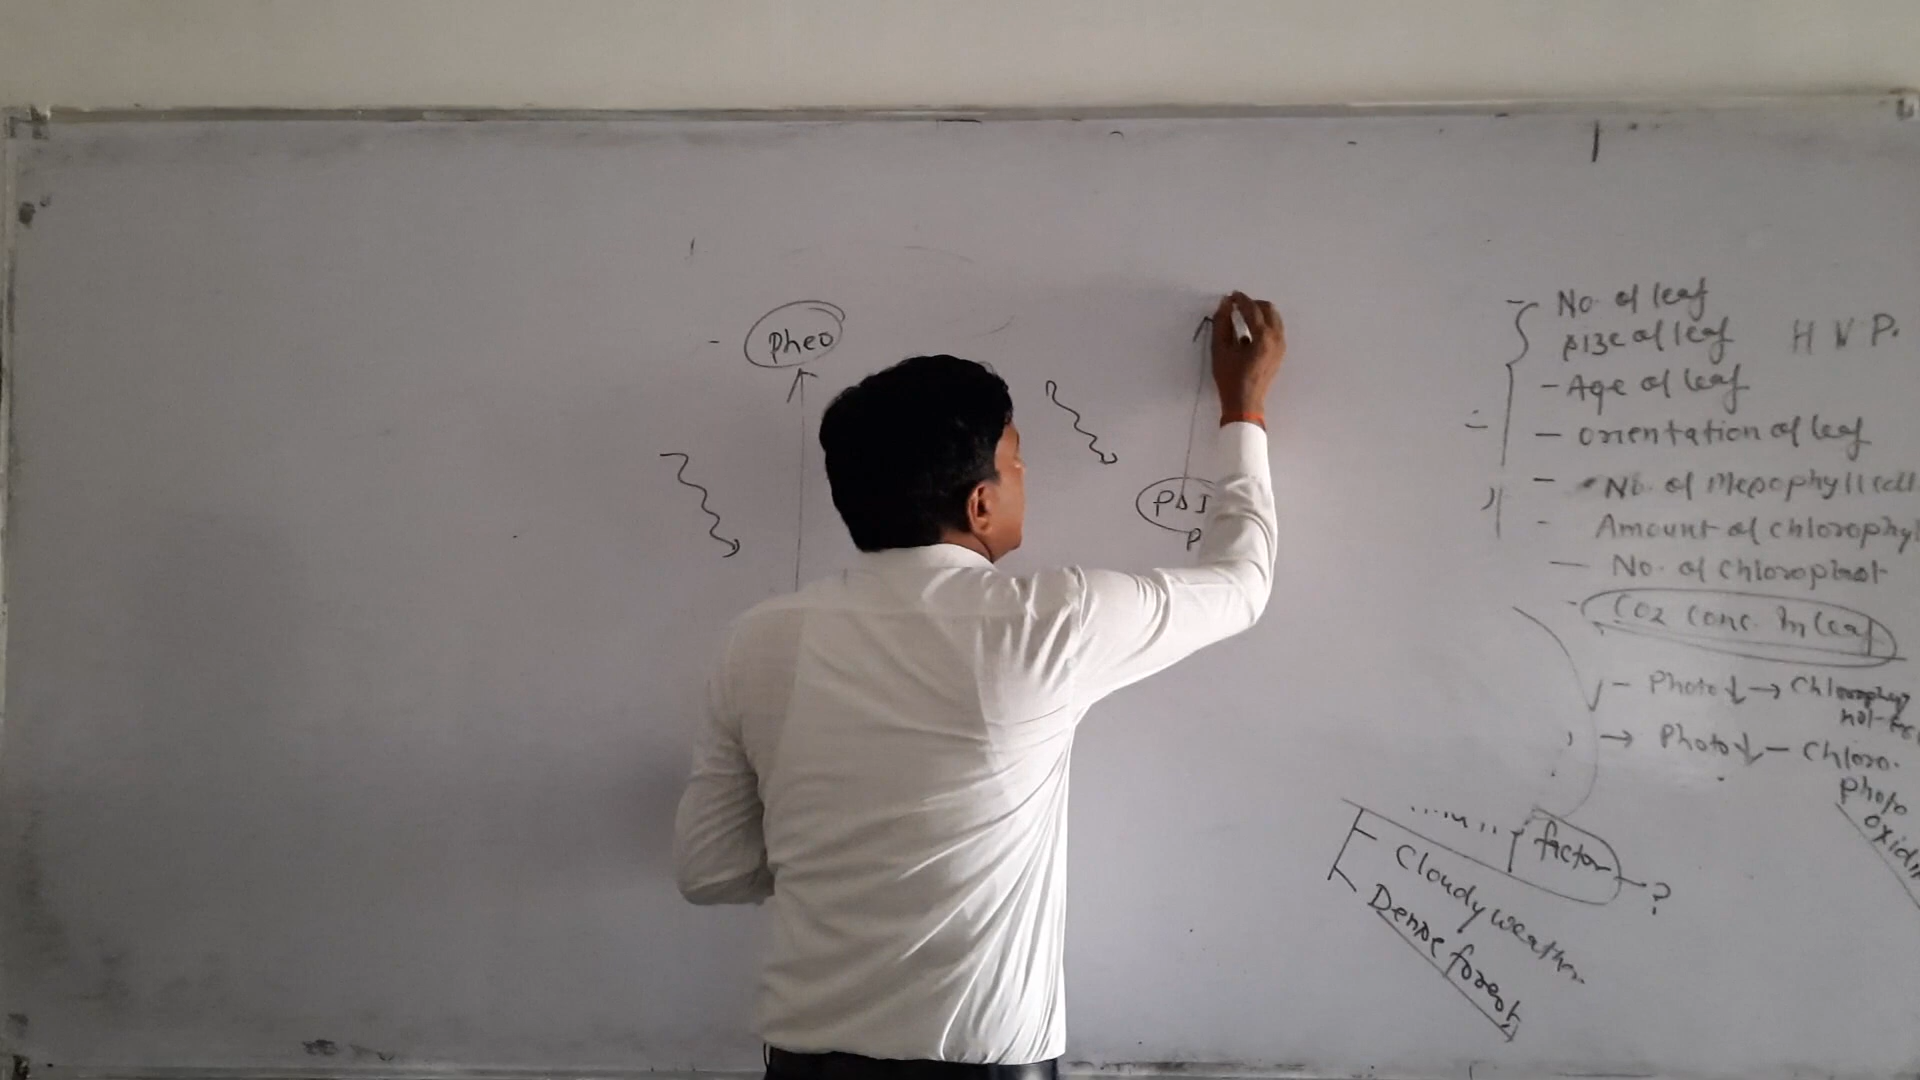 Pheo
PSI
P
No. of leaf
size of leaf H V P.
- Age of leaf
- orientation of leaf
- No. of Mesophyll cell
- Amount of chlorophyl
- No. of chloroplast
- CO2 conc. in leaf
- Photo ↓ → Chlorophyll
→ Photo ↓ - Chloro.
photo
factor - ?
Cloudy weather
Dense forest